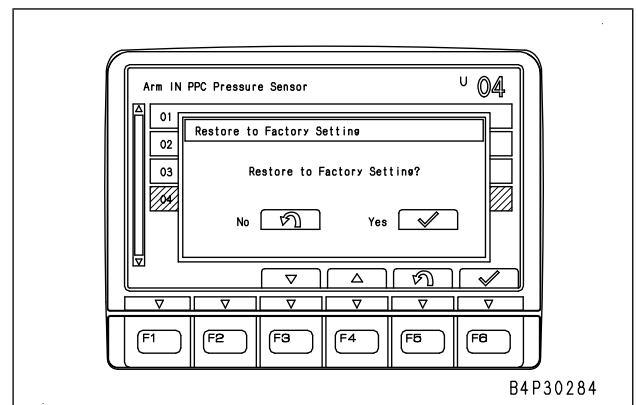 Arm IN PPC Pressure Sensor U 04
01
Restore to Factory Setting
02
03 Restore to Factory Setting?
04
No Yes
F1 F2 F3 F4 F5 F6
B4P30284